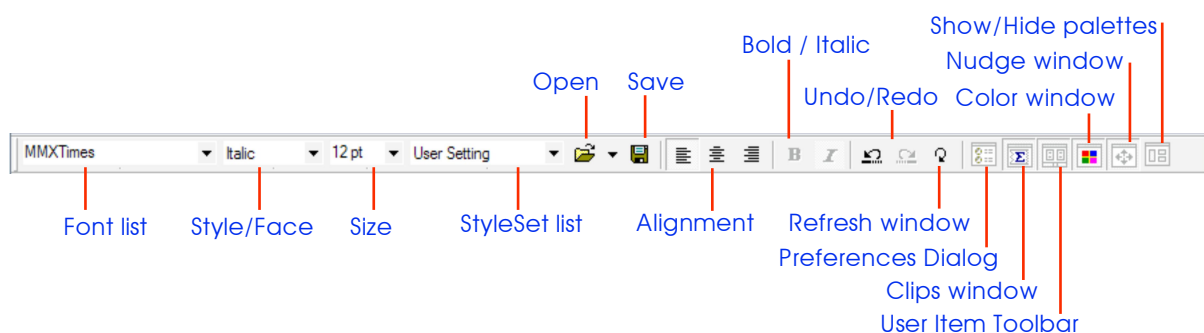 Show/Hide palettes
Bold / Italic
Nudge window
Open
Save
Undo/Redo
Color window
MMXTimes
Italic
12 pt
User Setting
B
I
Σ
Font list
Style/Face
Size
StyleSet list
Alignment
Refresh window
Preferences Dialog
Clips window
User Item Toolbar